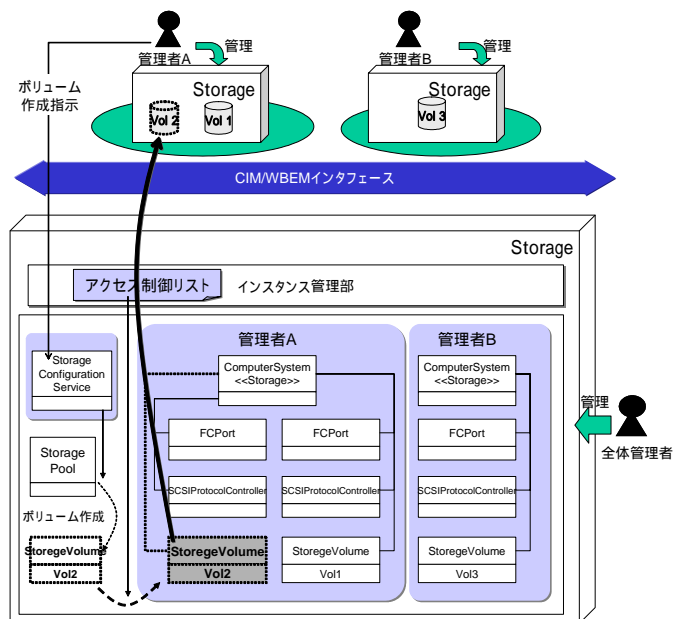 管理者A
管理
管理者B
管理
ボリューム
作成指示
Storage
Vol 2
Vol 1
Storage
Vol 3
CIM/WBEMインタフェース
Storage
アクセス制御リスト
インスタンス管理部
管理者A
管理者B
Storage
Configuration
Service
ComputerSystem
<<Storage>>
ComputerSystem
<<Storage>>
管理
全体管理者
FCPort
FCPort
FCPort
Storage
Pool
SCSIProtocolController
SCSIProtocolController
SCSIProtocolController
ボリューム作成
StoregeVolume
Vol2
StoregeVolume
Vol2
StoregeVolume
Vol1
StoregeVolume
Vol3